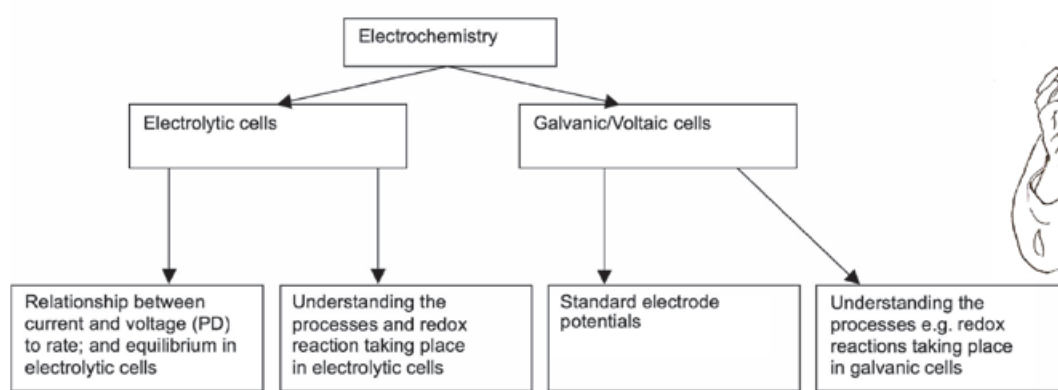 Electrochemistry
Electrolytic cells
Galvanic/Voltaic cells
Relationship between
current and voltage (PD)
to rate; and equilibrium in
electrolytic cells
Understanding the
processes and redox
reaction taking place
in electrolytic cells
Standard electrode
potentials
Understanding the
processes e.g. redox
reactions taking place
in galvanic cells